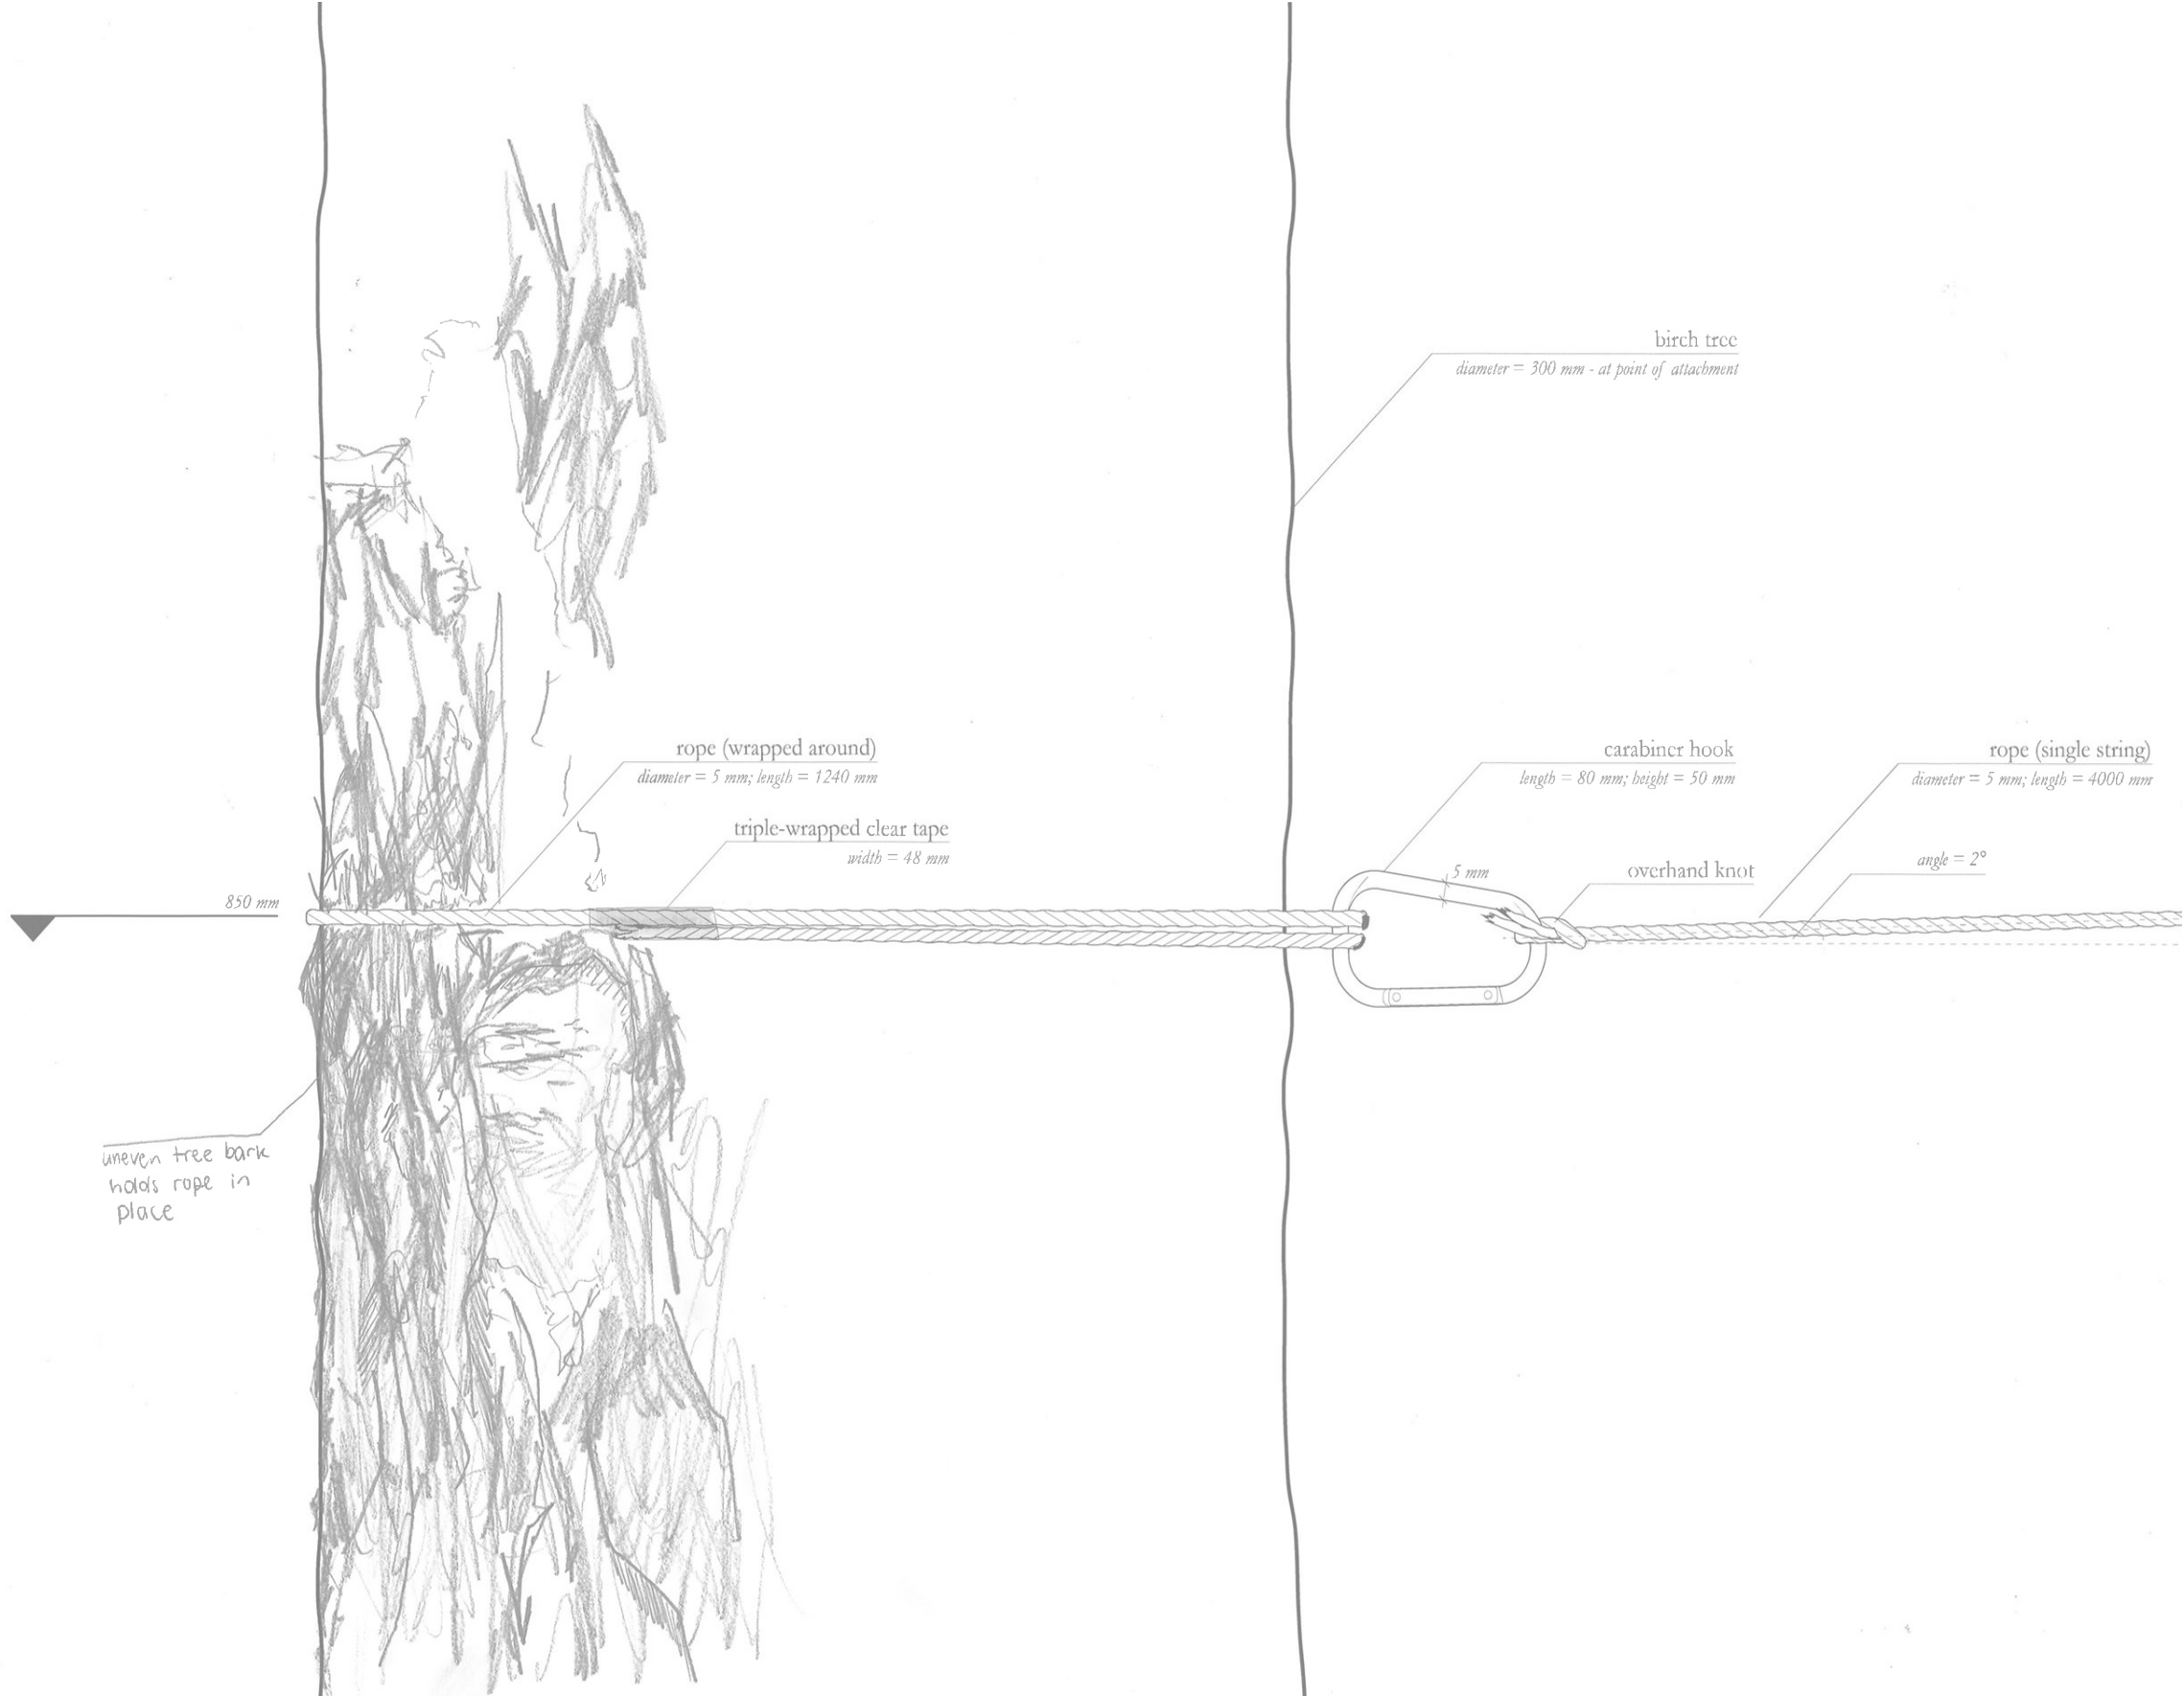 birch tree
diameter = 300 mm - at point of attachment
rope (wrapped around)
diameter = 5 mm; length = 1240 mm
carabiner hook
length = 80 mm; height = 50 mm
rope (single string)
diameter = 5 mm; length = 4000 mm
triple-wrapped clear tape
width = 48 mm
5 mm
overhand knot
angle = 2°
850 mm
uneven tree bark
holds rope in
place